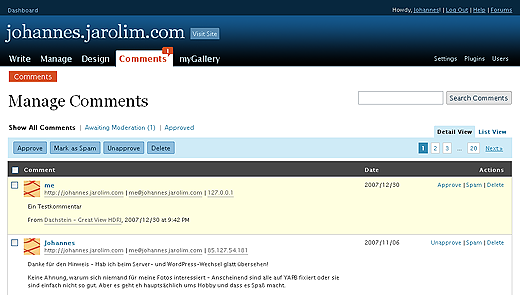 Dashboard
Howdy, Johannes! | Log Out | Help | Forums
johannes.jarolim.com Visit Site
1
Write Manage Design Comments myGallery Settings Plugins Users
Comments
Manage Comments Search Comments
Show All Comments | Awaiting Moderation (1) | Approved
Detail View List View
Approve Mark as Spam Unapprove Delete 1 2 3 ... 20 Next »
Comment Date Actions
me 2007/12/30 Approve | Spam | Delete
http://johannes.jarolim.com | me@johannes.jarolim.com | 127.0.0.1
Ein Testkommentar
From Dachstein - Great View HDRI, 2007/12/30 at 9:42 PM
Johannes 2007/11/06 Unapprove | Spam | Delete
http://johannes.jarolim.com | me@johannes.jarolim.com | 85.127.54.101
Danke für den Hinweis - Hab ich beim Server- und WordPress-Wechsel glatt übersehen!
Keine Ahnung, warum sich niemand für meine Fotos interessiert - Anscheinend sind alle auf YAPB fixiert oder sie
sind einfach nicht so gut. Aber es geht ja hauptsächlich ums Hobby und dass es Spaß macht.